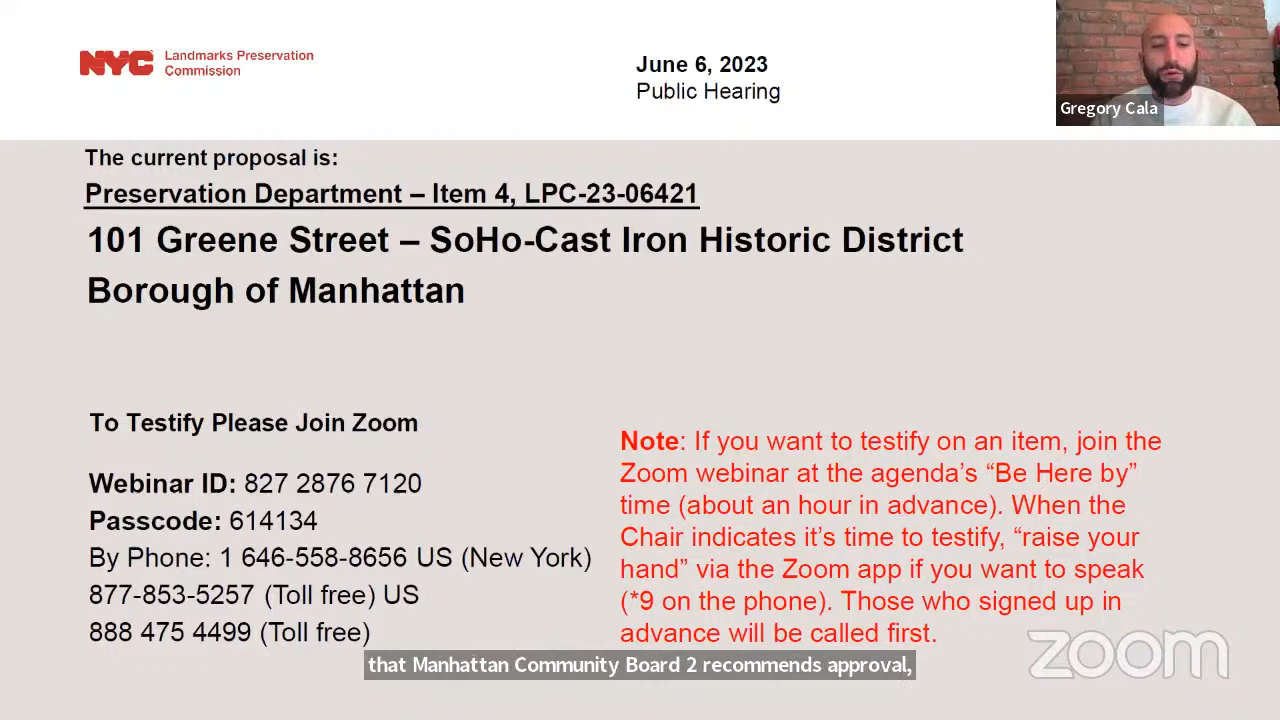 NYC
Landmarks Preservation
Commission
June 6, 2023
Public Hearing
Gregory Cala
The current proposal is:
Preservation Department – Item 4, LPC-23-06421
101 Greene Street – SoHo-Cast Iron Historic District
Borough of Manhattan
To Testify Please Join Zoom
Webinar ID: 827 2876 7120
Passcode: 614134
By Phone: 1 646-558-8656 US (New York)
877-853-5257 (Toll free) US
888 475 4499 (Toll free)
Note: If you want to testify on an item, join the
Zoom webinar at the agenda’s “Be Here by”
time (about an hour in advance). When the
Chair indicates it’s time to testify, “raise your
hand” via the Zoom app if you want to speak
(*9 on the phone). Those who signed up in
advance will be called first.
zoom
that Manhattan Community Board 2 recommends approval,